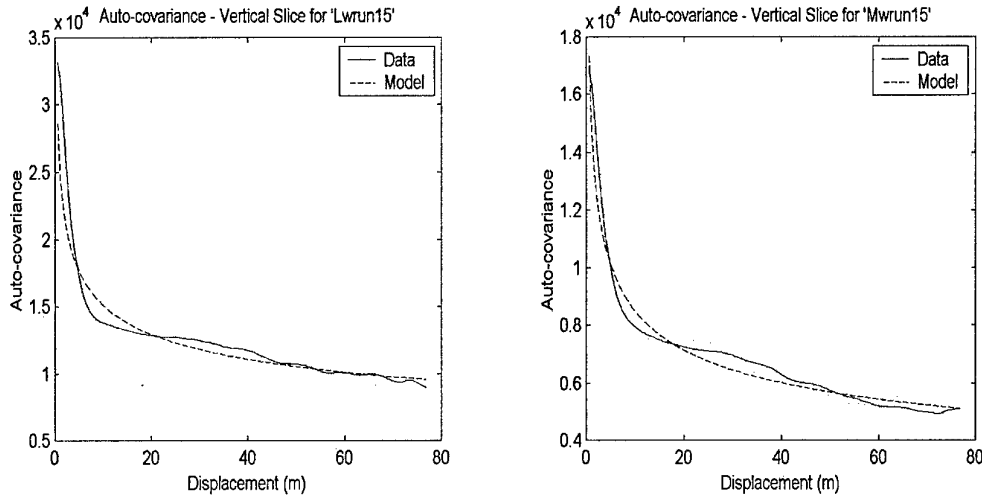 x 10⁴ Auto-covariance - Vertical Slice for 'Lwrun15'
3.5
3
2.5
2
1.5
1
0.5
Auto-covariance
Data
Model
0 20 40 60 80
Displacement (m)
x 10⁴ Auto-covariance - Vertical Slice for 'Mwrun15'
1.8
1.6
1.4
1.2
1
0.8
0.6
0.4
Auto-covariance
Data
Model
0 20 40 60 80
Displacement (m)